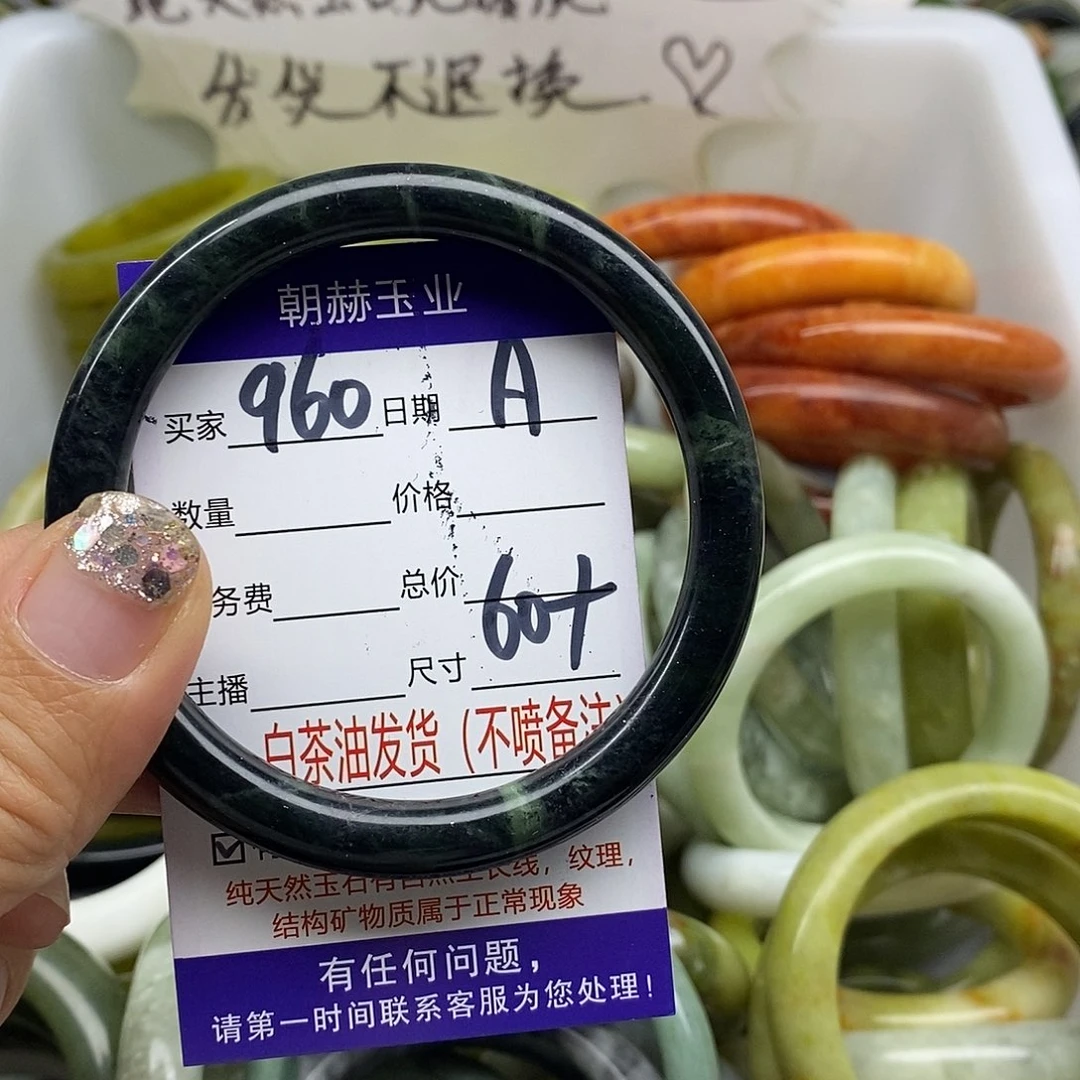 发货不退换
朝赫玉业
买家 960 日期 A
数量 价格
务费 总价
主播 尺寸 60+
白茶油发货（不喷备注
纯天然玉石有自然生长线，纹理，
结构矿物质属于正常现象
有任何问题，
请第一时间联系客服为您处理！